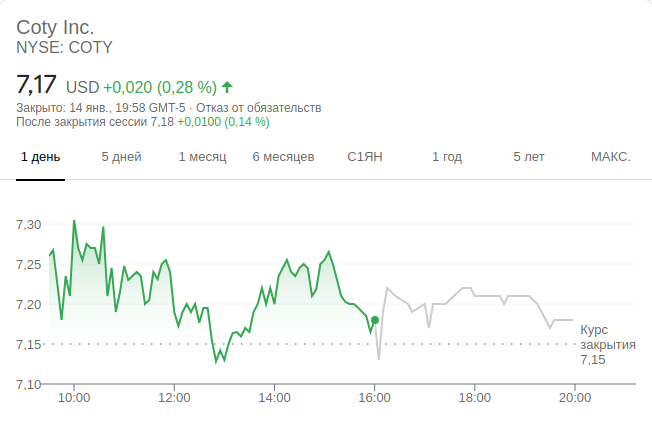 Coty Inc.
NYSE: COTY
7,17 USD +0,020 (0,28 %)
Закрыто: 14 янв., 19:58 GMT-5 · Отказ от обязательств
После закрытия сессии 7,18 +0,0100 (0,14 %)
1 день 5 дней 1 месяц 6 месяцев С1ЯН 1 год 5 лет МАКС.
7,30
7,25
7,20
7,15
7,10
Курс
закрытия
7,15
10:00 12:00 14:00 16:00 18:00 20:00